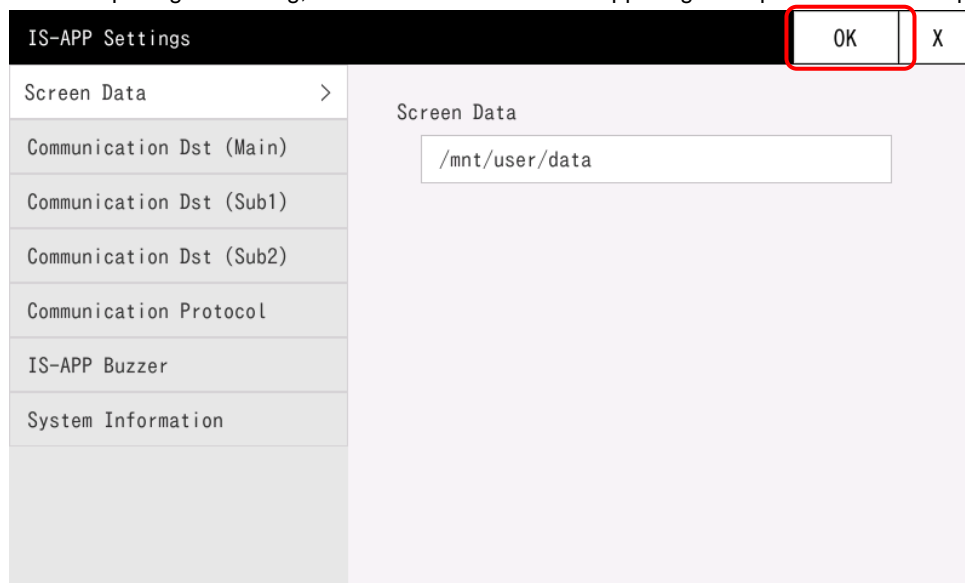 IS-APP Settings
OK
X
Screen Data >
Screen Data
/mnt/user/data
Communication Dst (Main)
Communication Dst (Sub1)
Communication Dst (Sub2)
Communication Protocol
IS-APP Buzzer
System Information